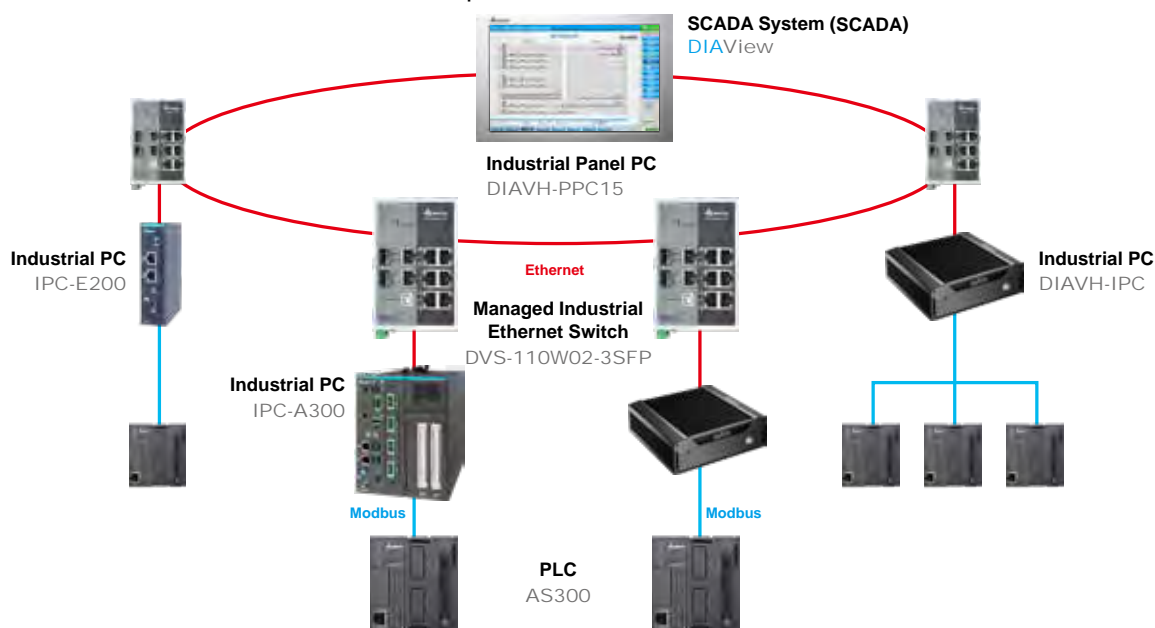 SCADA System (SCADA)
DIAView
Industrial Panel PC
DIAVH-PPC15
Industrial PC
IPC-E200
Ethernet
Industrial PC
DIAVH-IPC
Managed Industrial
Ethernet Switch
DVS-110W02-3SFP
Industrial PC
IPC-A300
Modbus
Modbus
PLC
AS300